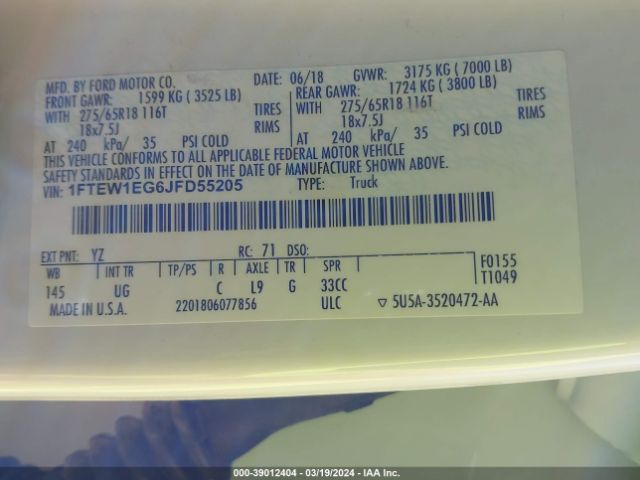 MFD. BY FORD MOTOR CO. DATE: 06/18 GVWR: 3175 KG ( 7000 LB)
FRONT GAWR: 1599 KG ( 3525 LB) REAR GAWR: 1724 KG ( 3800 LB)
WITH 275/65R18 116T TIRES WITH 275/65R18 116T TIRES
18x7.5J RIMS 18x7.5J RIMS
AT 240 kPa/ 35 PSI COLD AT 240 kPa/ 35 PSI COLD
THIS VEHICLE CONFORMS TO ALL APPLICABLE FEDERAL MOTOR VEHICLE
SAFETY STANDARDS IN EFFECT ON THE DATE OF MANUFACTURE SHOWN ABOVE.
VIN: 1FTEW1EG6JFD55205 TYPE: Truck
EXT PNT: YZ RC: 71 DSO: F0155
WB INT TR TP/PS R AXLE TR SPR T1049
145 UG C L9 G 33CC
MADE IN U.S.A. 2201806077856 ULC ▽ 5U5A-3520472-AA
000-39012404 - 03/19/2024 - IAA Inc.